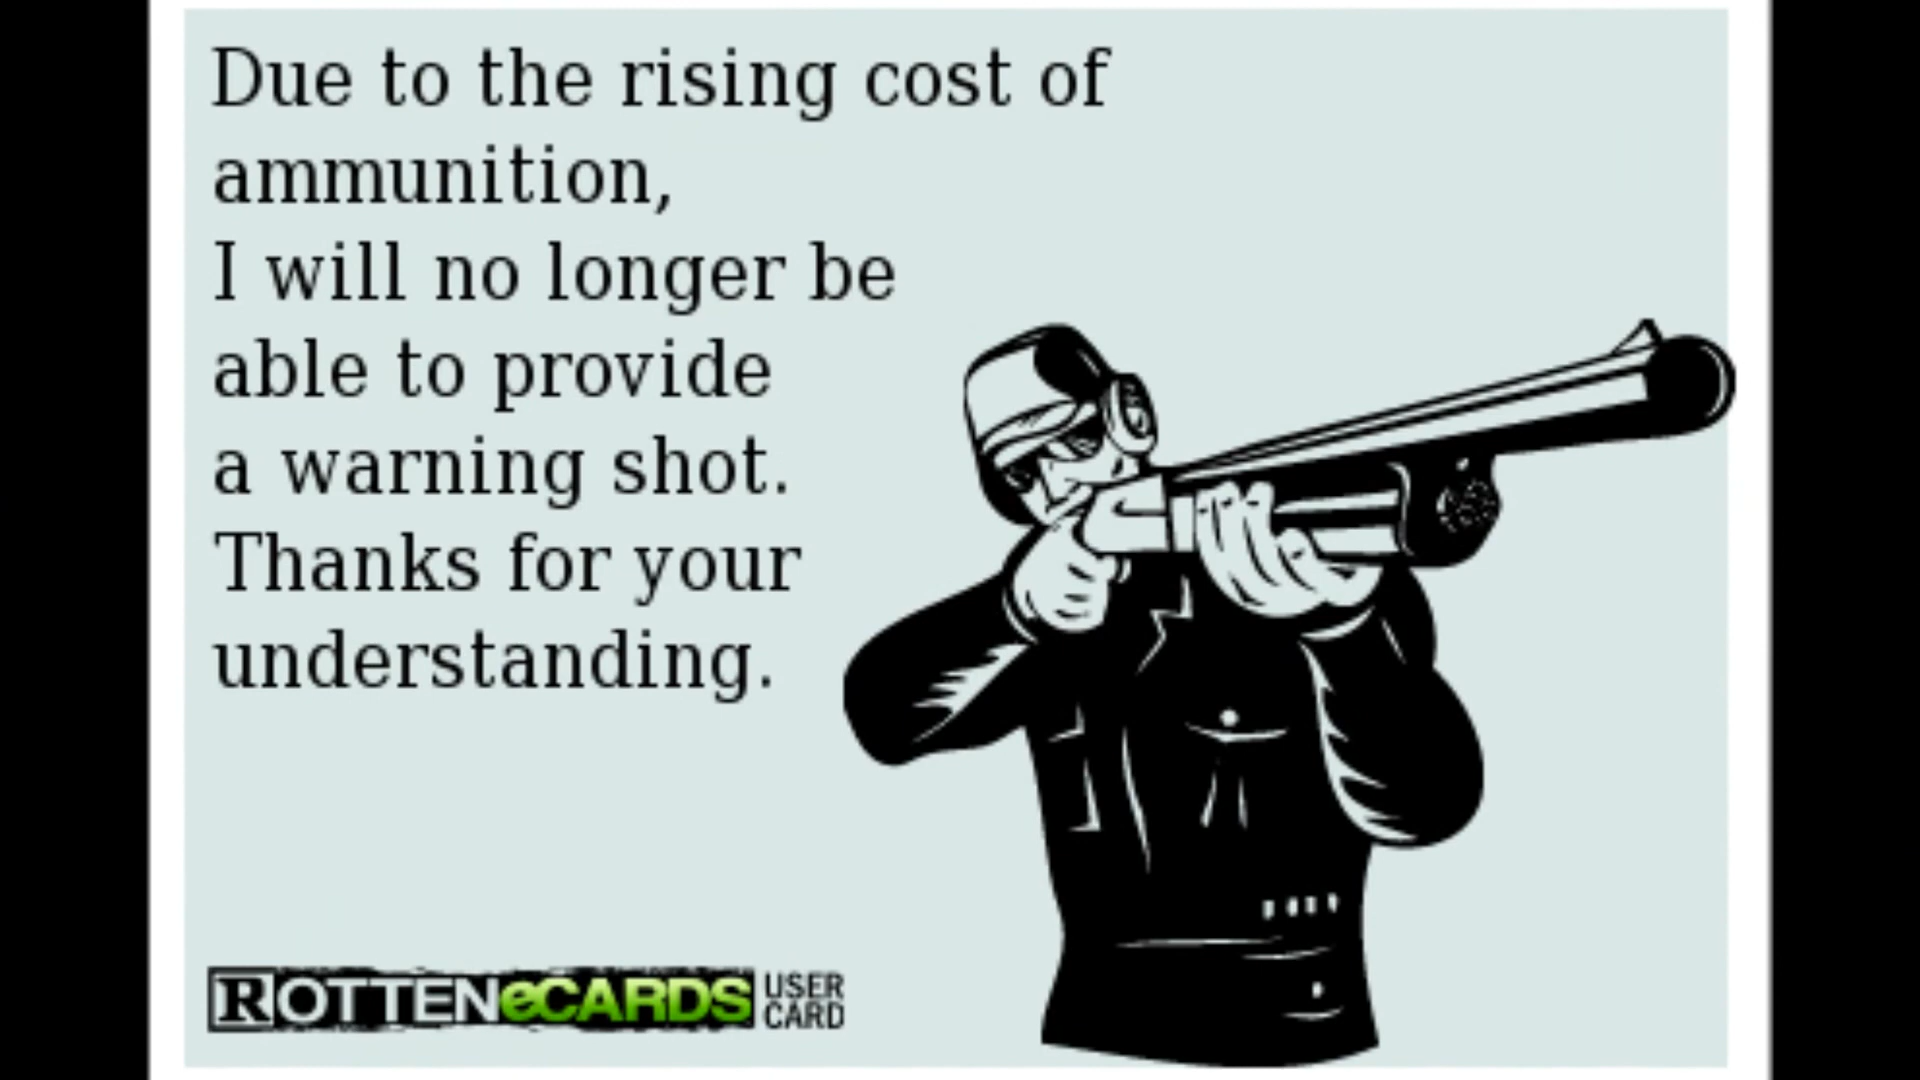 Due to the rising cost of
ammunition,
I will no longer be
able to provide
a warning shot.
Thanks for your
understanding.
ROTTENeCARDS USER
CARD